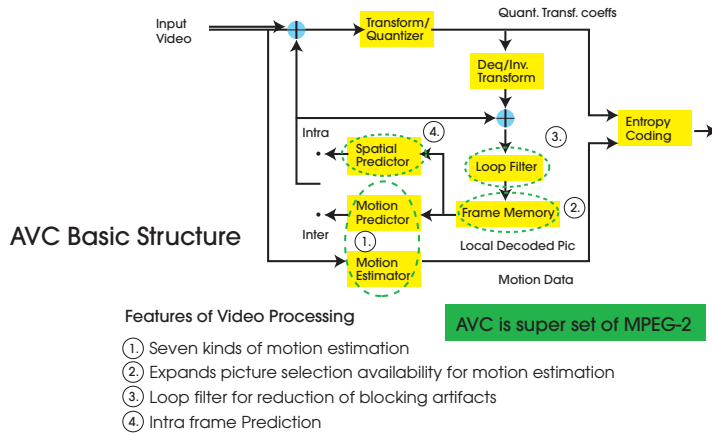 Input
Video
Transform/
Quantizer
Quant. Transf. coeffs
Deq/Inv.
Transform
Entropy
Coding
Intra
4.
3.
Spatial
Predictor
Loop Filter
Motion
Predictor
Frame Memory
2.
Inter
1.
Local Decoded Pic
AVC Basic Structure
Motion
Estimator
Motion Data
Features of Video Processing
AVC is super set of MPEG-2
1. Seven kinds of motion estimation
2. Expands picture selection availability for motion estimation
3. Loop filter for reduction of blocking artifacts
4. Intra frame Prediction